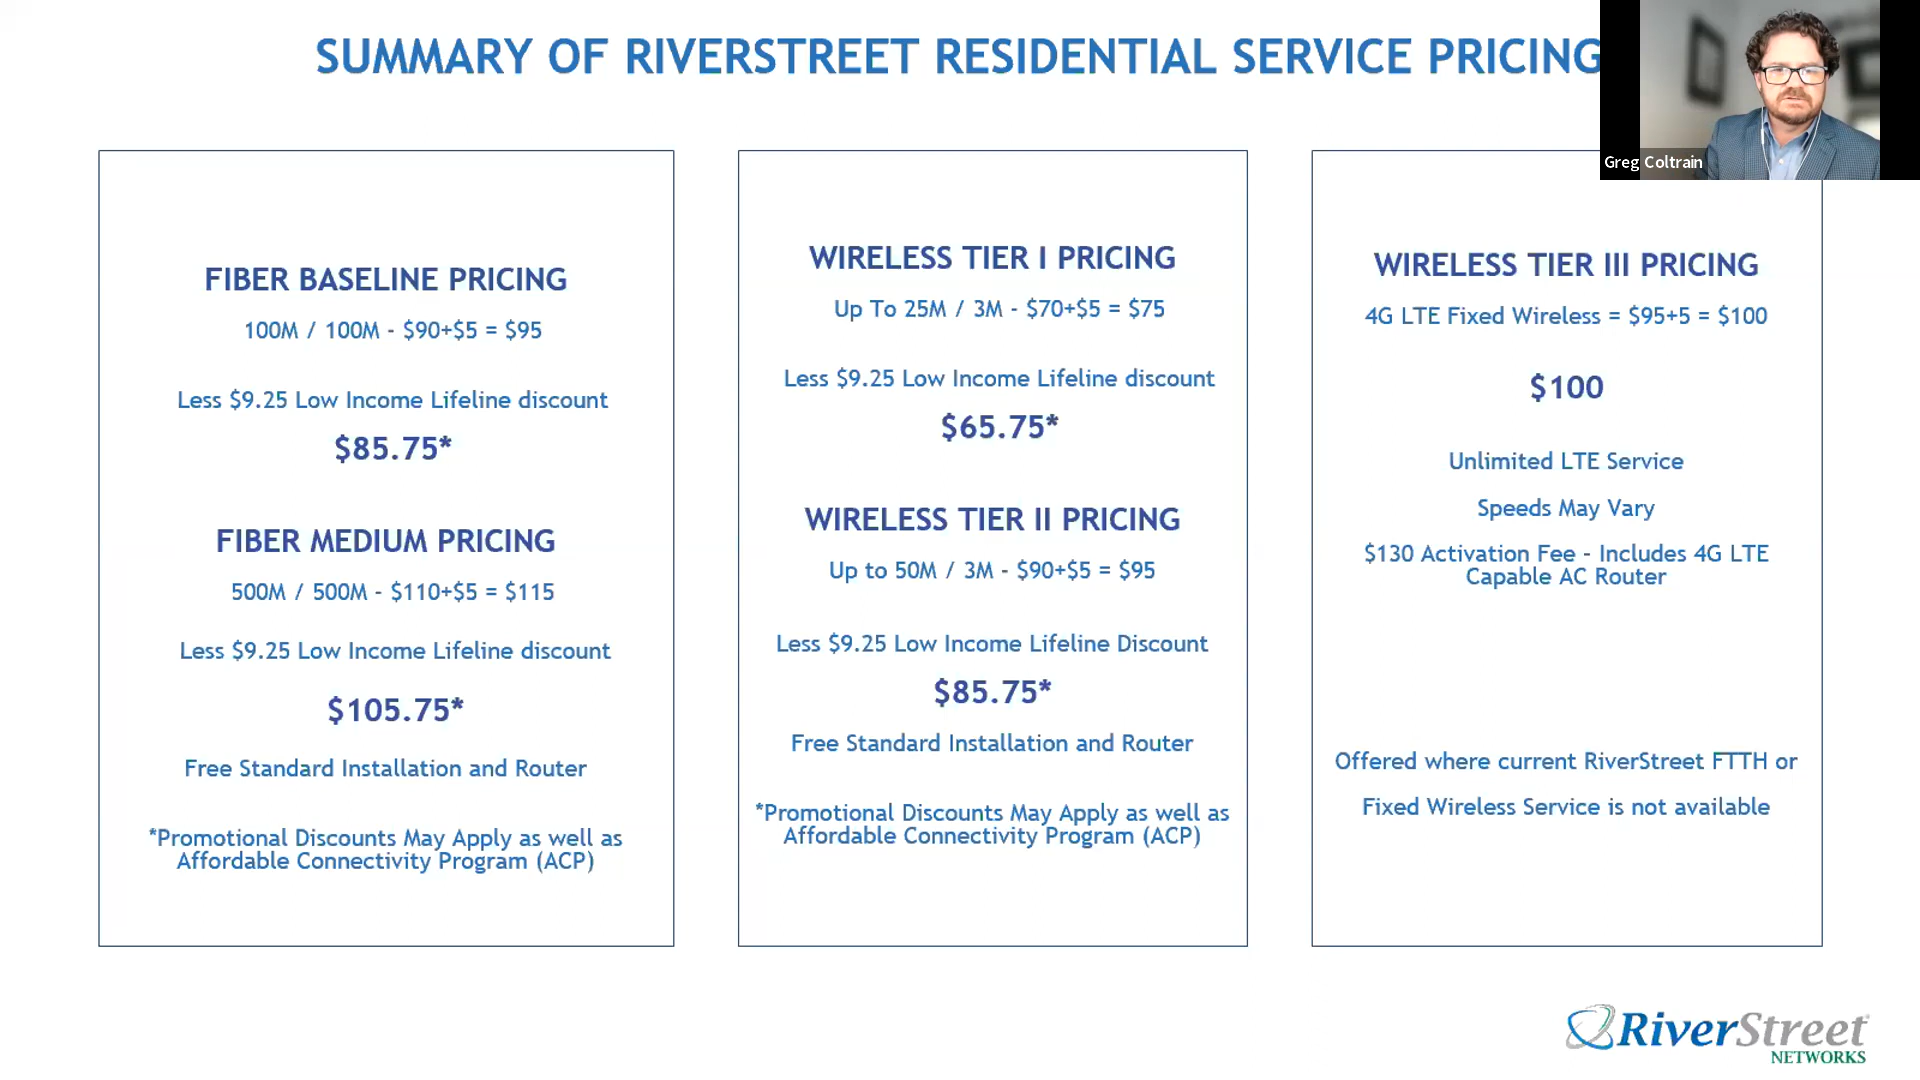 SUMMARY OF RIVERSTREET RESIDENTIAL SERVICE PRICING
Greg Coltrain
FIBER BASELINE PRICING
100M / 100M - $90+$5 = $95
Less $9.25 Low Income Lifeline discount
$85.75*
FIBER MEDIUM PRICING
500M / 500M - $110+$5 = $115
Less $9.25 Low Income Lifeline discount
$105.75*
Free Standard Installation and Router
*Promotional Discounts May Apply as well as
Affordable Connectivity Program (ACP)
WIRELESS TIER I PRICING
Up To 25M / 3M - $70+$5 = $75
Less $9.25 Low Income Lifeline discount
$65.75*
WIRELESS TIER II PRICING
Up to 50M / 3M - $90+$5 = $95
Less $9.25 Low Income Lifeline Discount
$85.75*
Free Standard Installation and Router
*Promotional Discounts May Apply as well as
Affordable Connectivity Program (ACP)
WIRELESS TIER III PRICING
4G LTE Fixed Wireless = $95+5 = $100
$100
Unlimited LTE Service
Speeds May Vary
$130 Activation Fee - Includes 4G LTE
Capable AC Router
Offered where current RiverStreet FTTH or
Fixed Wireless Service is not available
RiverStreet
NETWORKS